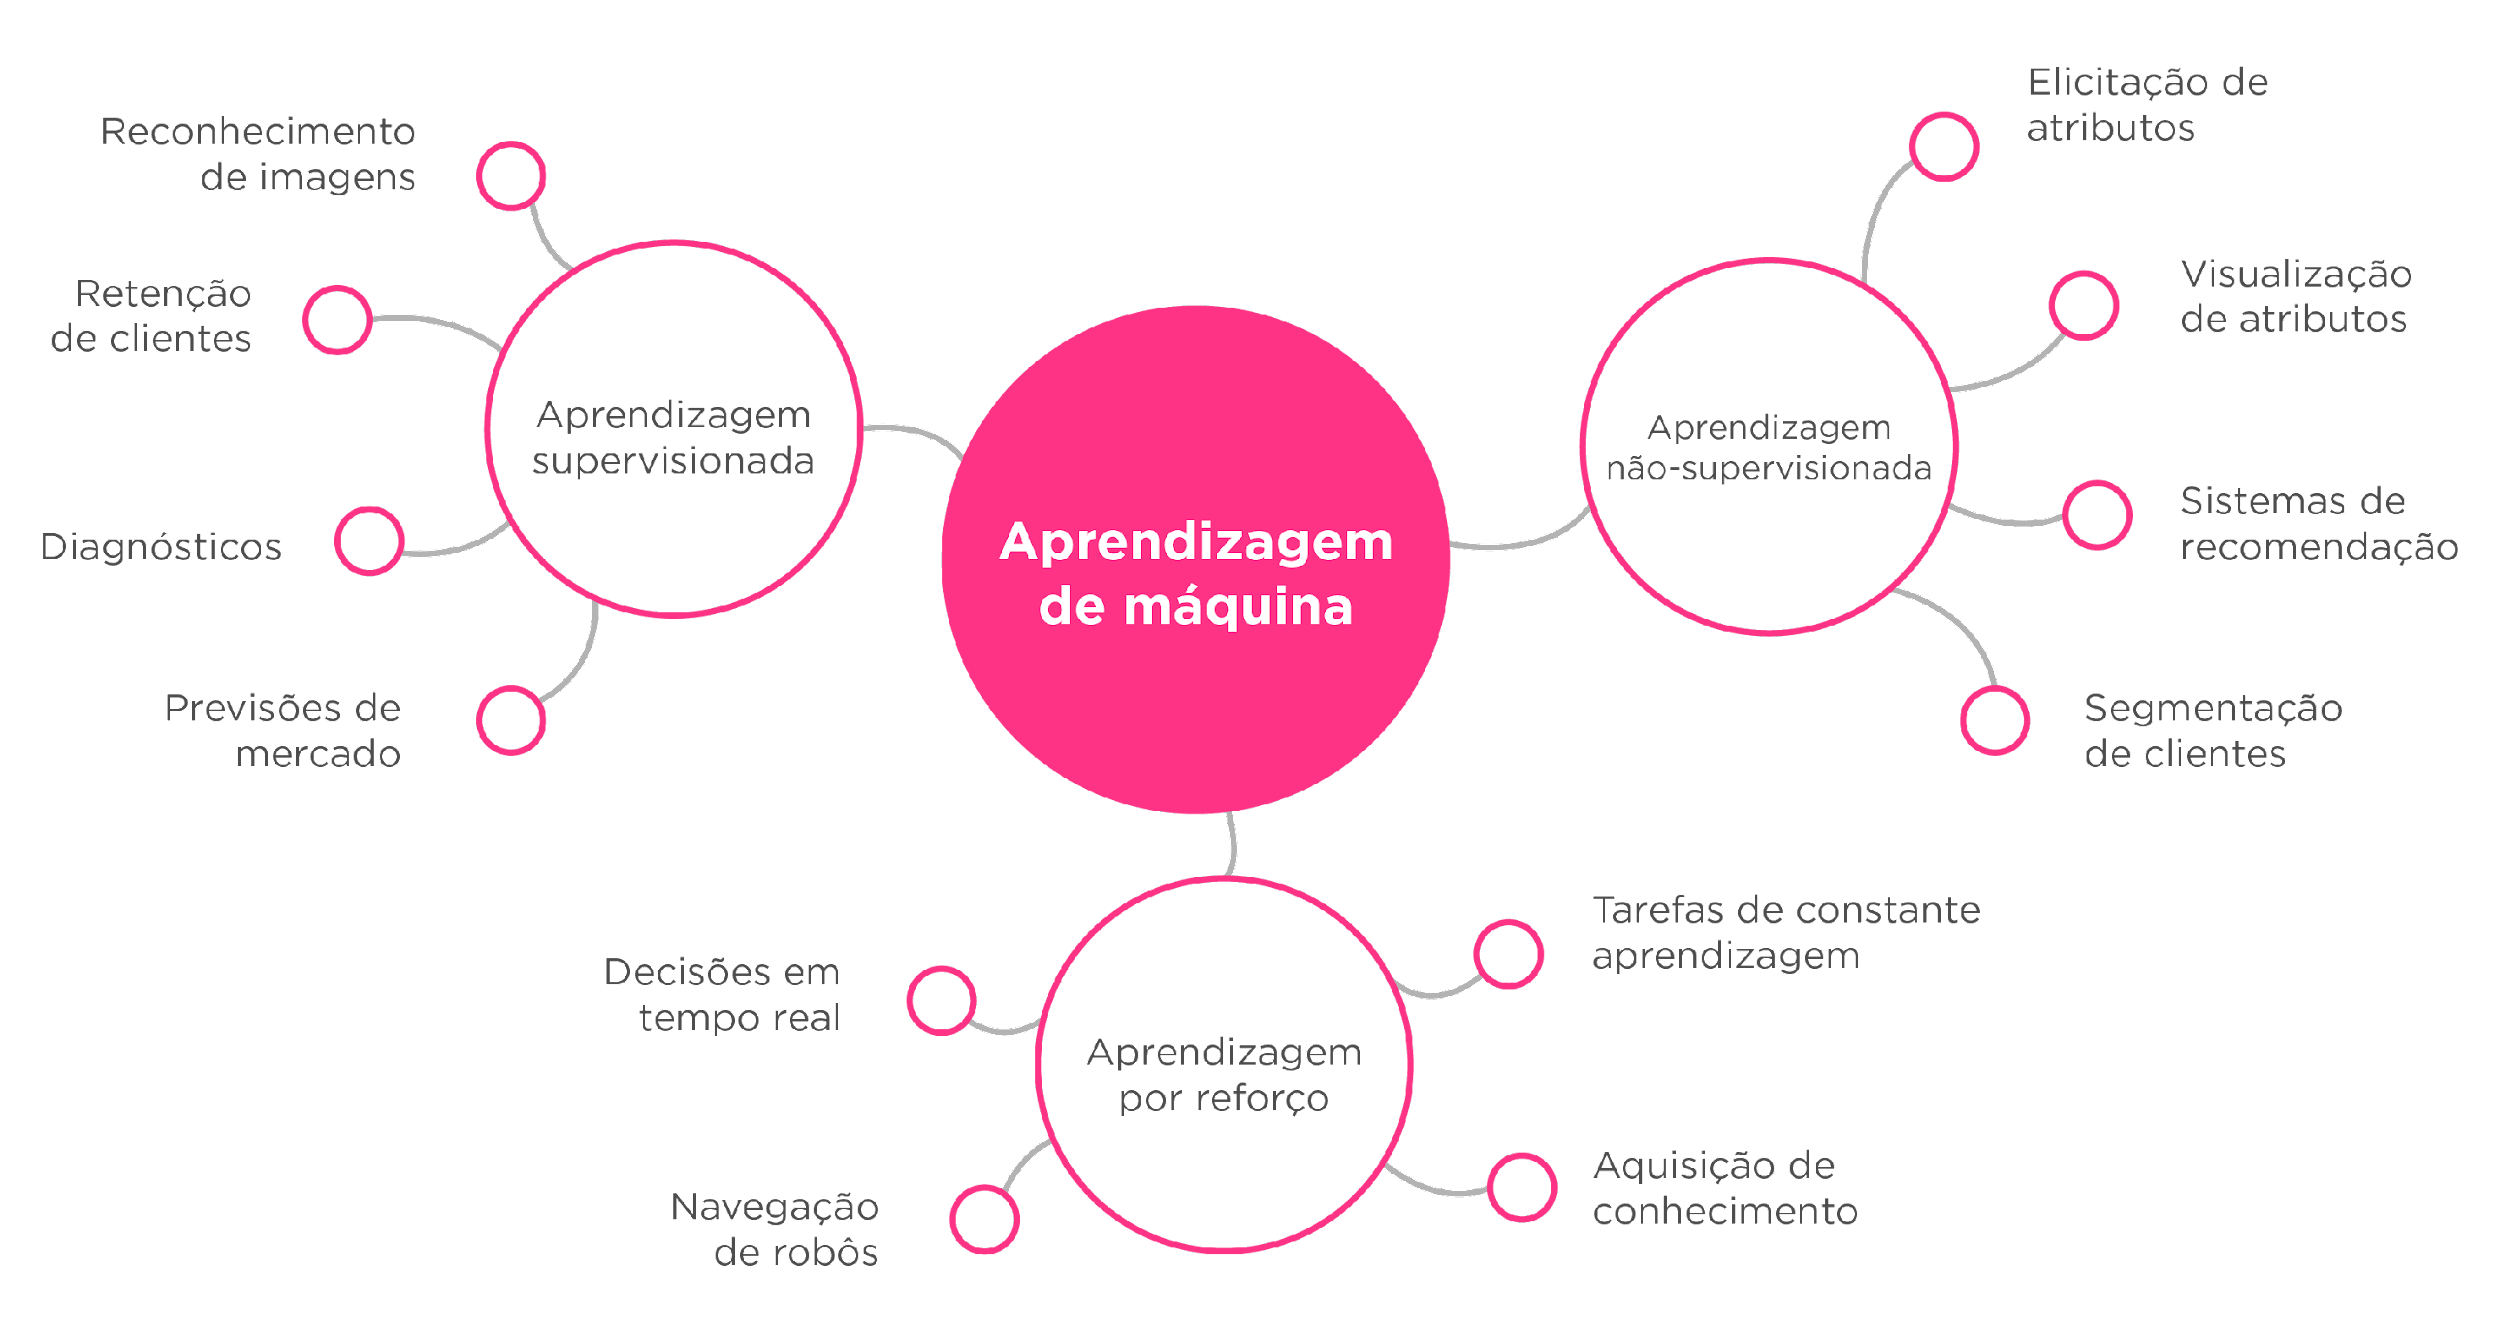 Aprendizagem
de máquina
Aprendizagem
supervisionada
Reconhecimento
de imagens
Retenção
de clientes
Diagnósticos
Previsões de
mercado
Aprendizagem
não-supervisionada
Elicitação de
atributos
Visualização
de atributos
Sistemas de
recomendação
Segmentação
de clientes
Aprendizagem
por reforço
Decisões em
tempo real
Navegação
de robôs
Tarefas de constante
aprendizagem
Aquisição de
conhecimento